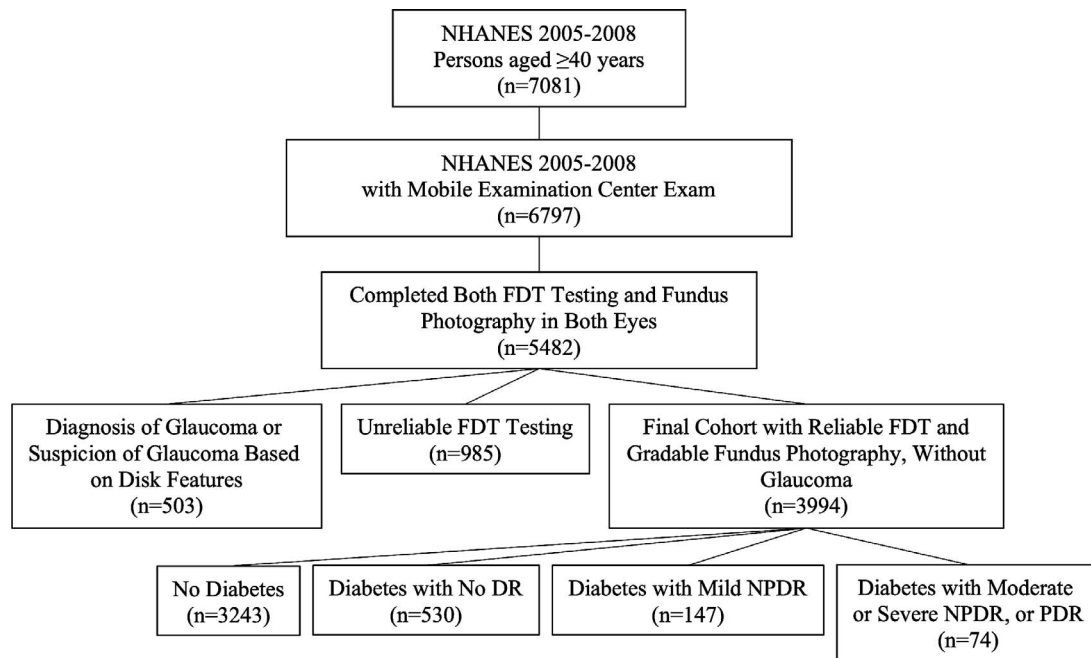 NHANES 2005-2008
Persons aged ≥40 years
(n=7081)
NHANES 2005-2008
with Mobile Examination Center Exam
(n=6797)
Completed Both FDT Testing and Fundus
Photography in Both Eyes
(n=5482)
Diagnosis of Glaucoma or
Suspicion of Glaucoma Based
on Disk Features
(n=503)
Unreliable FDT Testing
(n=985)
Final Cohort with Reliable FDT and
Gradable Fundus Photography, Without
Glaucoma
(n=3994)
No Diabetes
(n=3243)
Diabetes with No DR
(n=530)
Diabetes with Mild NPDR
(n=147)
Diabetes with Moderate
or Severe NPDR, or PDR
(n=74)